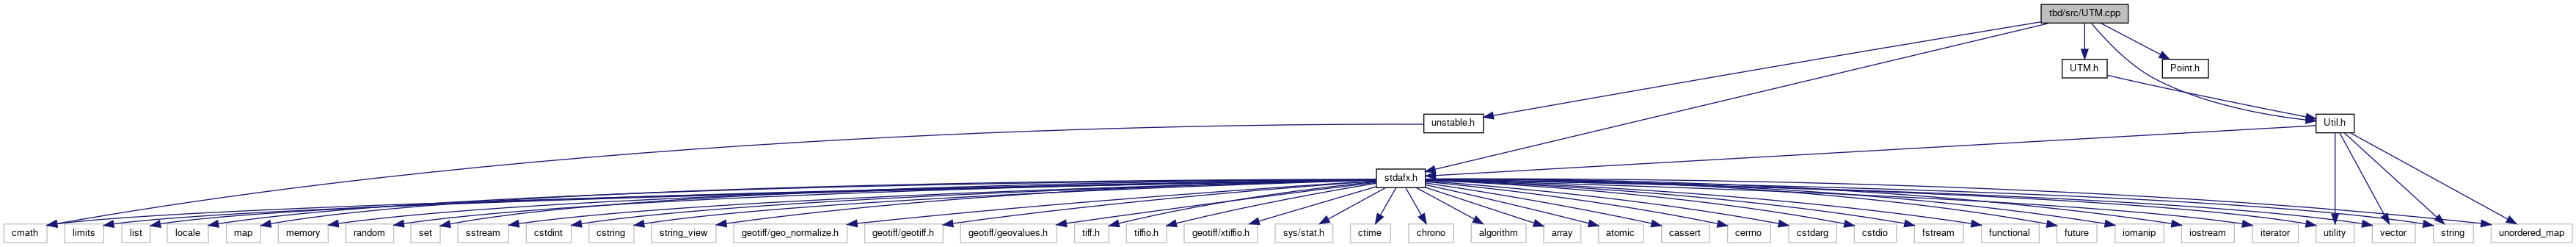 tbd/src/UTM.cpp
UTM.h
Point.h
unstable.h
Util.h
stdafx.h
cmath
limits
list
locale
map
memory
random
set
sstream
cstdint
cstring
string_view
geotiff/geo_normalize.h
geotiff/geotiff.h
geotiff/geovalues.h
tiff.h
tiffio.h
geotiff/xtiffio.h
sys/stat.h
ctime
chrono
algorithm
array
atomic
cassert
cerrno
cstdarg
cstdio
fstream
functional
future
iomanip
iostream
iterator
utility
vector
string
unordered_map